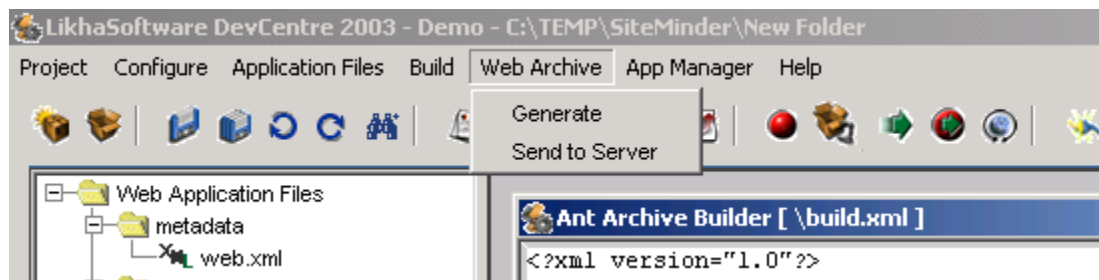 LikhaSoftware DevCentre 2003 - Demo - C:\TEMP\SiteMinder\New Folder
Project Configure Application Files Build Web Archive App Manager Help
Generate
Send to Server
Web Application Files
metadata
web.xml
Ant Archive Builder [ \build.xml ]
<?xml version="1.0"?>